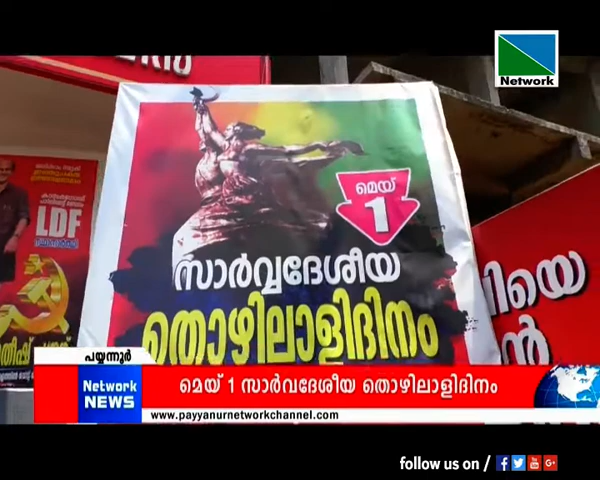 Network
LDF
മെയ്
1
സാർവ്വദേശീയ
തൊഴിലാളിദിനം
ിയെ
ൻ
പയ്യന്നൂർ
Network
NEWS
മെയ് 1 സാർവദേശീയ തൊഴിലാളിദിനം
www.payyanurnetworkchannel.com
follow us on /